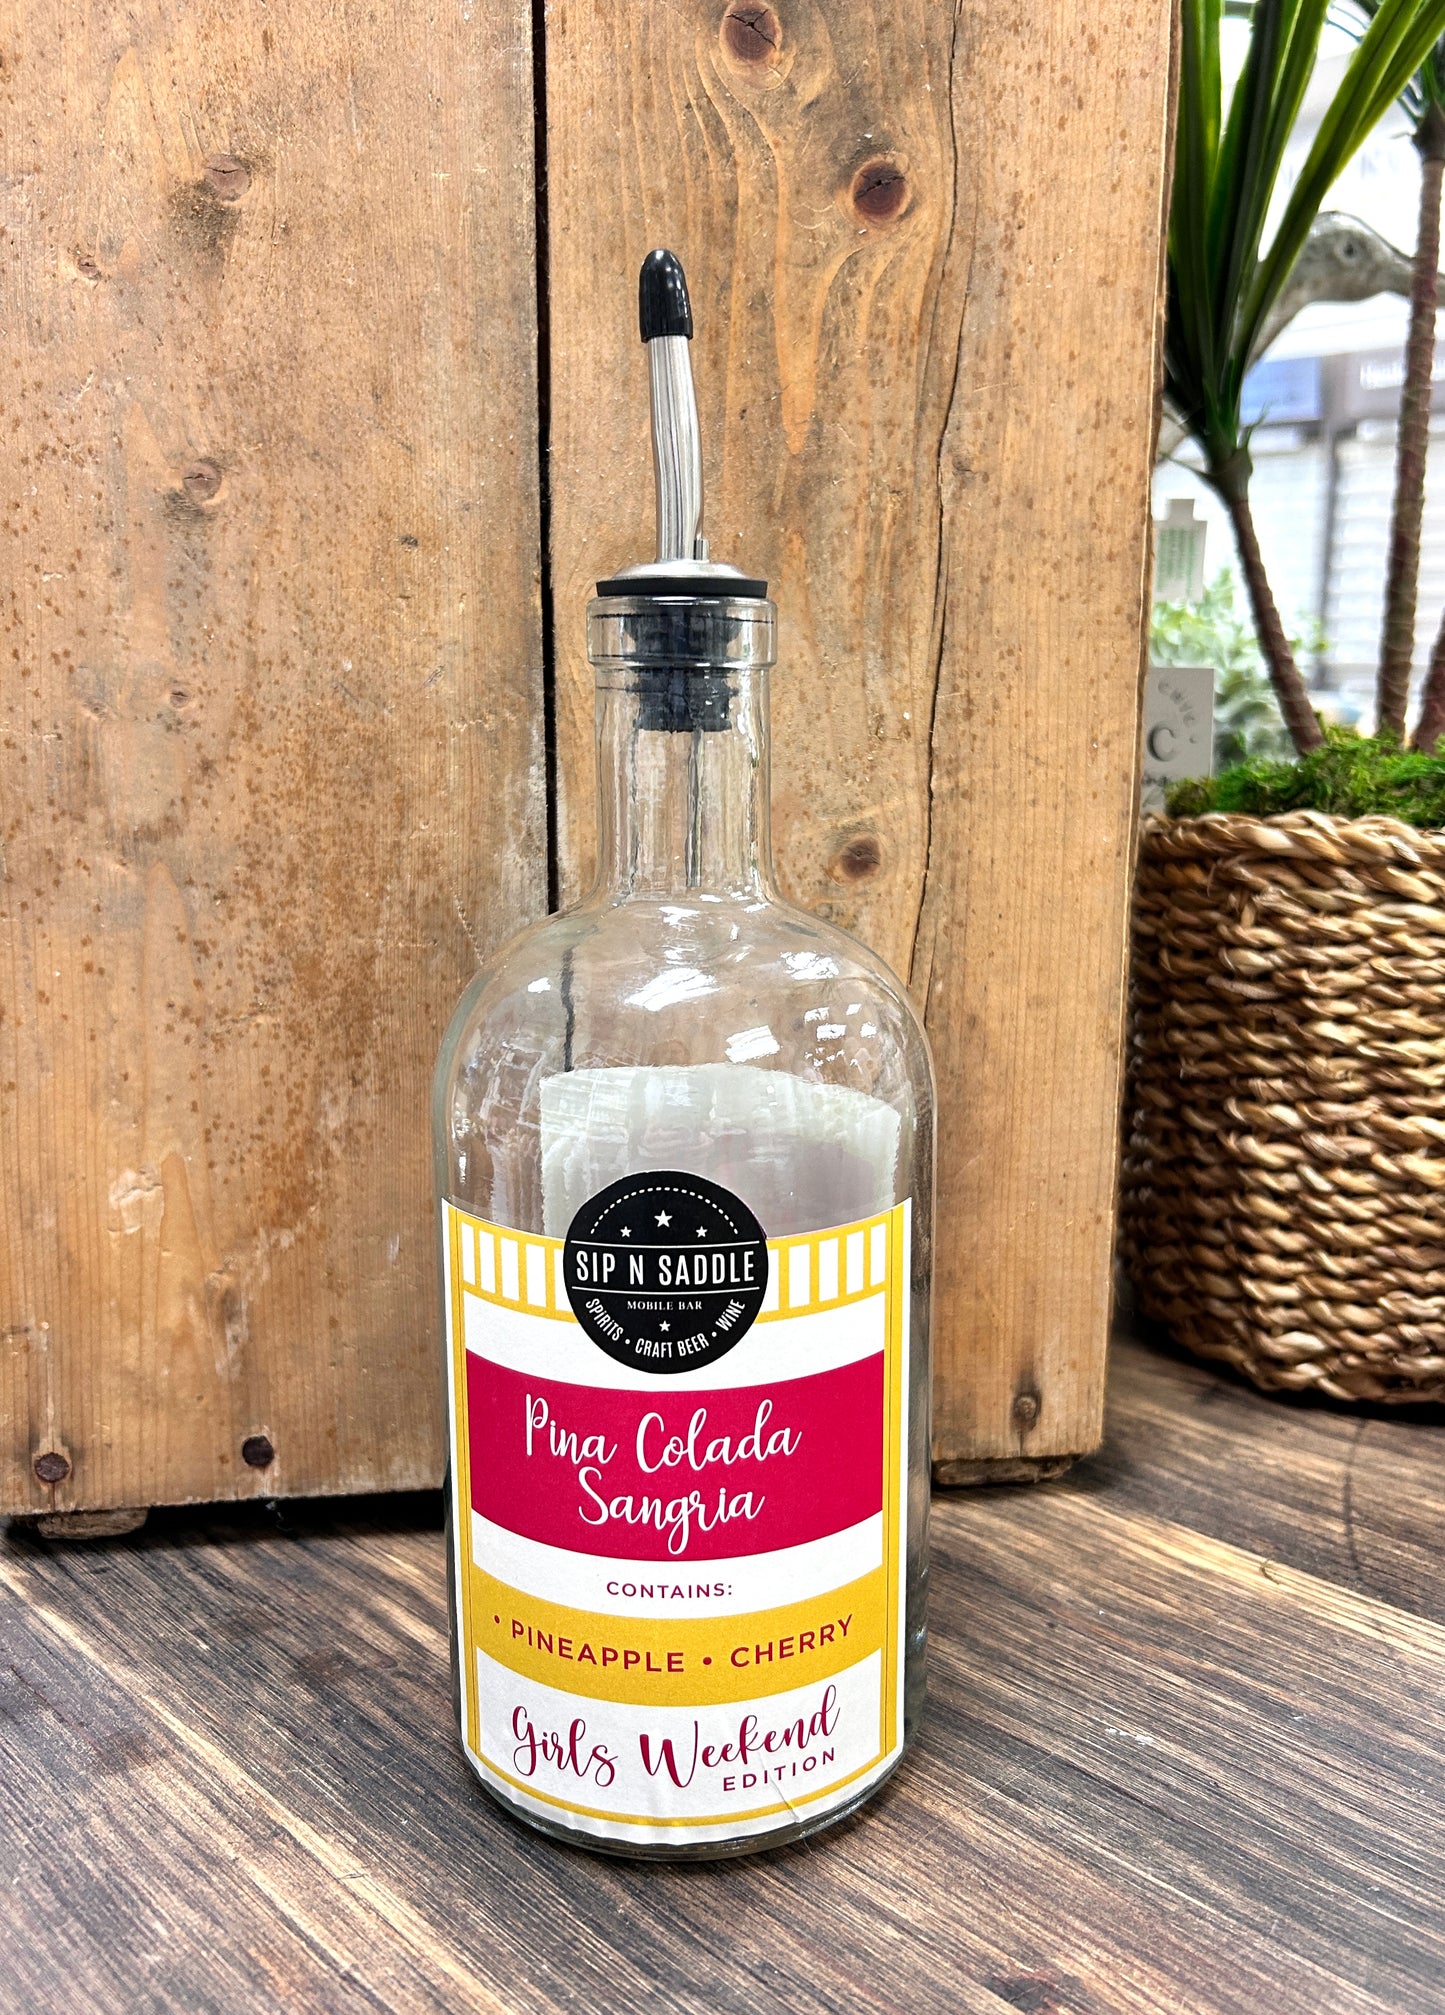 SIP N SADDLE
MOBILE BAR
SPIRITS • CRAFT BEER • WINE
Pina Colada
Sangria
CONTAINS:
• PINEAPPLE • CHERRY
Girls Weekend
EDITION
C